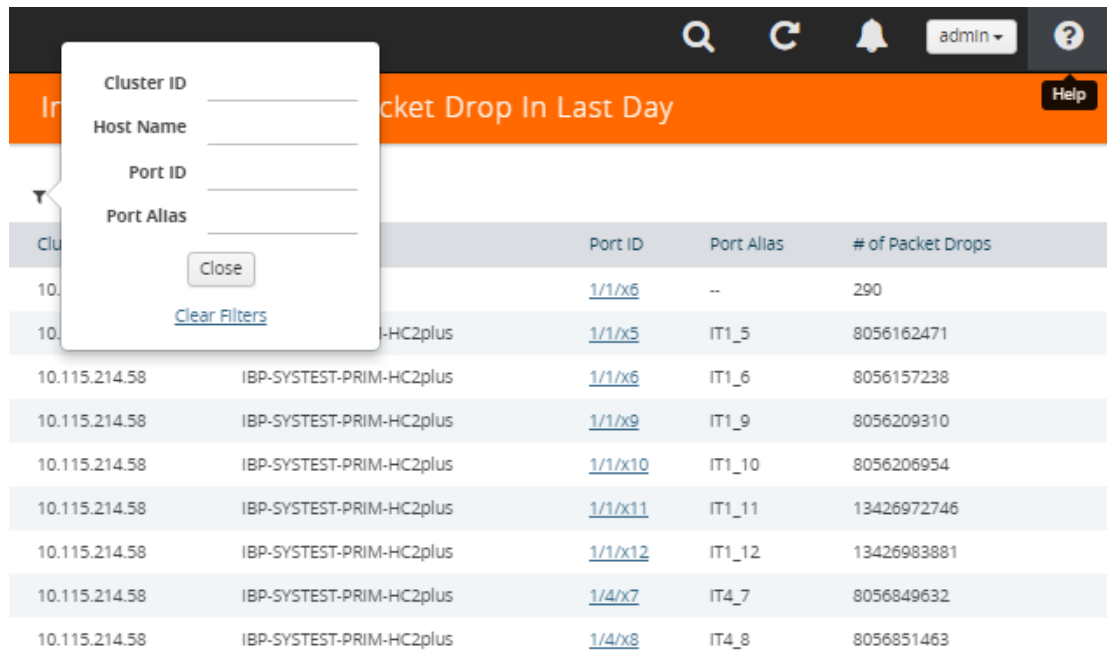 admin
Help
Cluster ID
Host Name
Port ID
Port Alias
Close
Clear Filters
In cket Drop In Last Day
Clu Port ID Port Alias # of Packet Drops
10. 1/1/x6 -- 290
10. -HC2plus 1/1/x5 IT1_5 8056162471
10.115.214.58 IBP-SYSTEST-PRIM-HC2plus 1/1/x6 IT1_6 8056157238
10.115.214.58 IBP-SYSTEST-PRIM-HC2plus 1/1/x9 IT1_9 8056209310
10.115.214.58 IBP-SYSTEST-PRIM-HC2plus 1/1/x10 IT1_10 8056206954
10.115.214.58 IBP-SYSTEST-PRIM-HC2plus 1/1/x11 IT1_11 13426972746
10.115.214.58 IBP-SYSTEST-PRIM-HC2plus 1/1/x12 IT1_12 13426983881
10.115.214.58 IBP-SYSTEST-PRIM-HC2plus 1/4/x7 IT4_7 8056849632
10.115.214.58 IBP-SYSTEST-PRIM-HC2plus 1/4/x8 IT4_8 8056851463